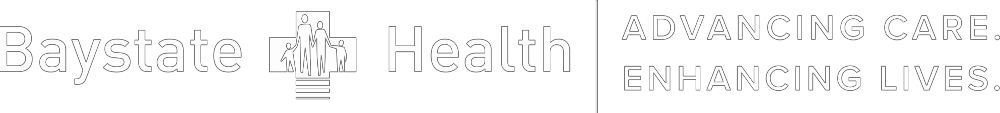 Baystate Health
ADVANCING CARE.
ENHANCING LIVES.